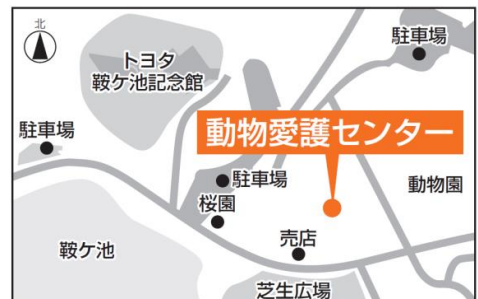 北
駐車場
トヨタ
鞍ケ池記念館
動物愛護センター
駐車場
駐車場
動物園
桜園
売店
鞍ケ池
芝生広場